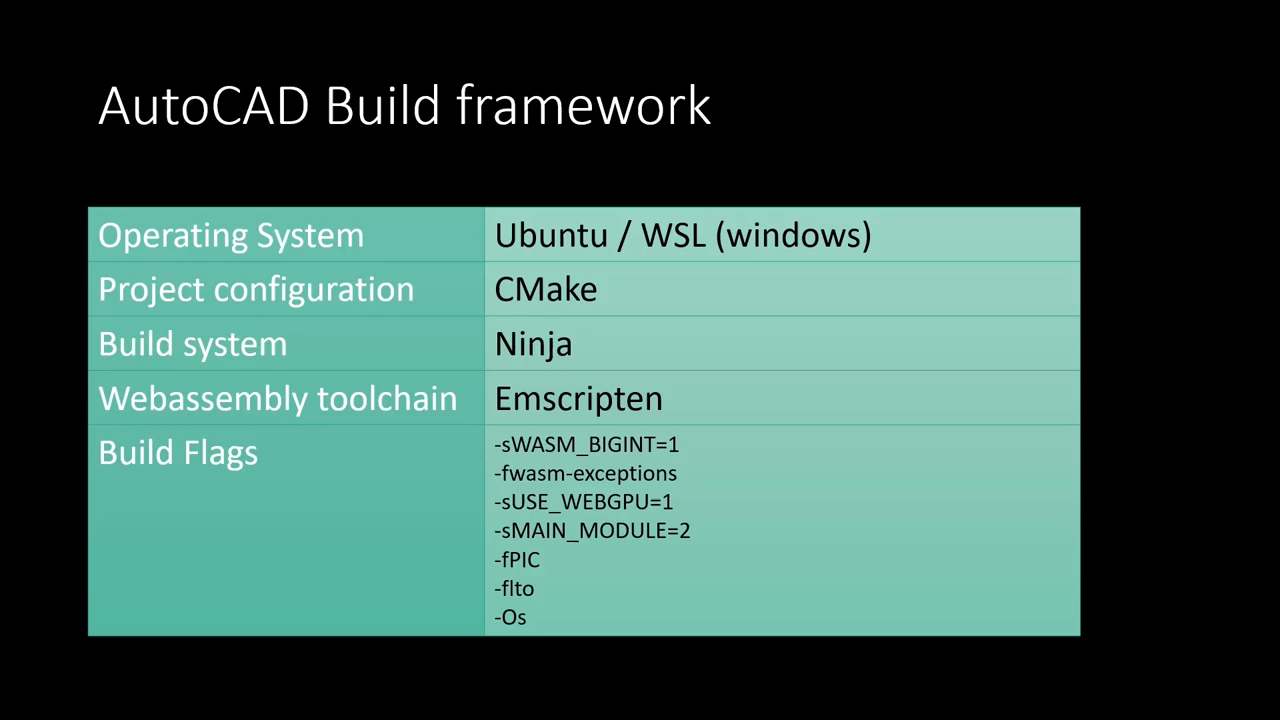 AutoCAD Build framework
Operating System Ubuntu / WSL (windows)
Project configuration CMake
Build system Ninja
Webassembly toolchain Emscripten
Build Flags -sWASM_BIGINT=1
-fwasm-exceptions
-sUSE_WEBGPU=1
-sMAIN_MODULE=2
-fPIC
-flto
-Os